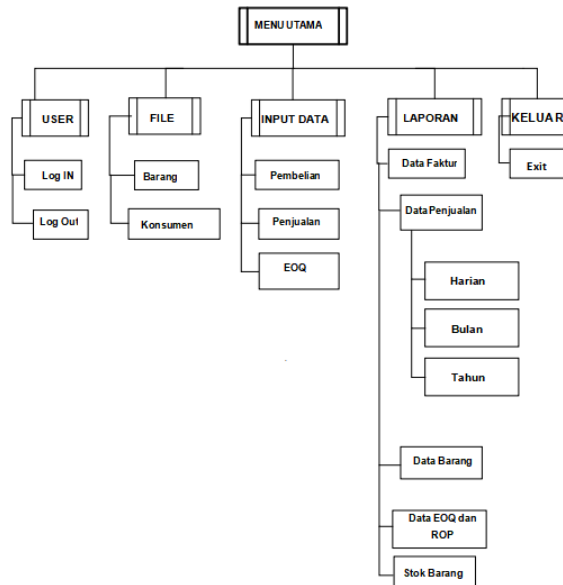 MENU UTAMA
USER
FILE
INPUT DATA
LAPORAN
KELUA R
Log IN
Barang
Pembelian
Data Faktur
Exit
Log Out
Konsumen
Penjualan
Data Penjualan
EOQ
Harian
Bulan
Tahun
Data Barang
Data EOQ dan
ROP
Stok Barang